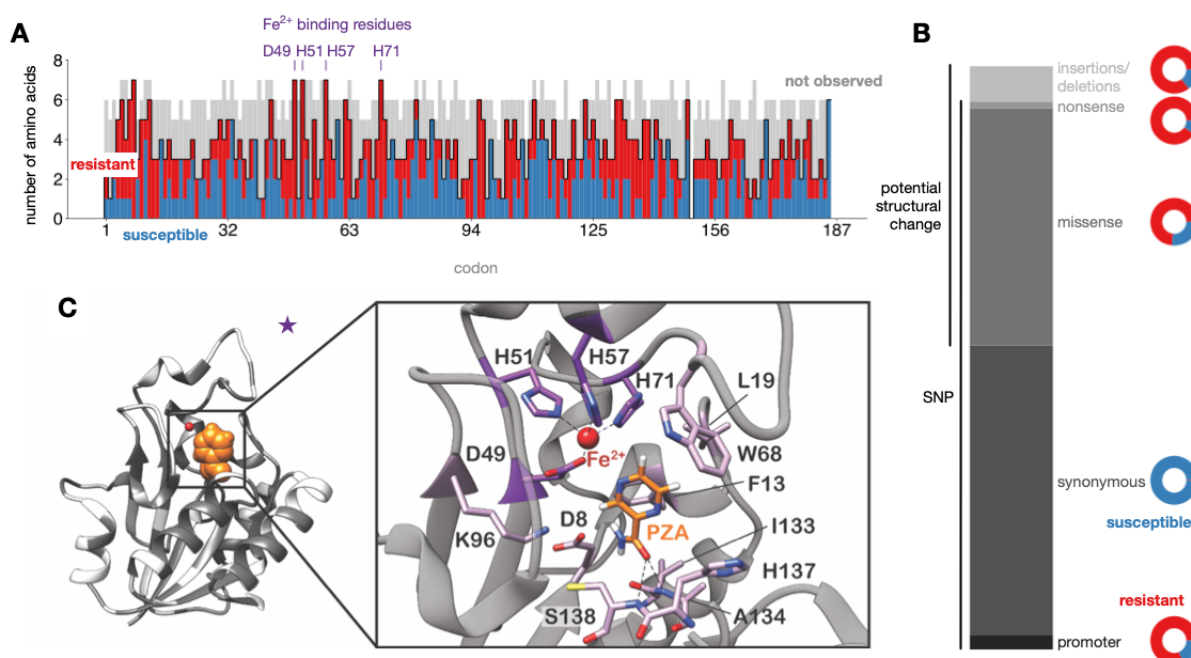 A
Fe²⁺ binding residues
D49 H51 H57 H71
8
not observed
6
number of amino acids
4
resistant
2
0
susceptible
1 32 63 94 125 156 187
codon
B
insertions/
deletions
nonsense
potential
structural
change
missense
SNP
synonymous
susceptible
resistant
promoter
C
H51
H57
H71
L19
D49
Fe²⁺
W68
F13
D8
PZA
I133
K96
H137
S138
A134